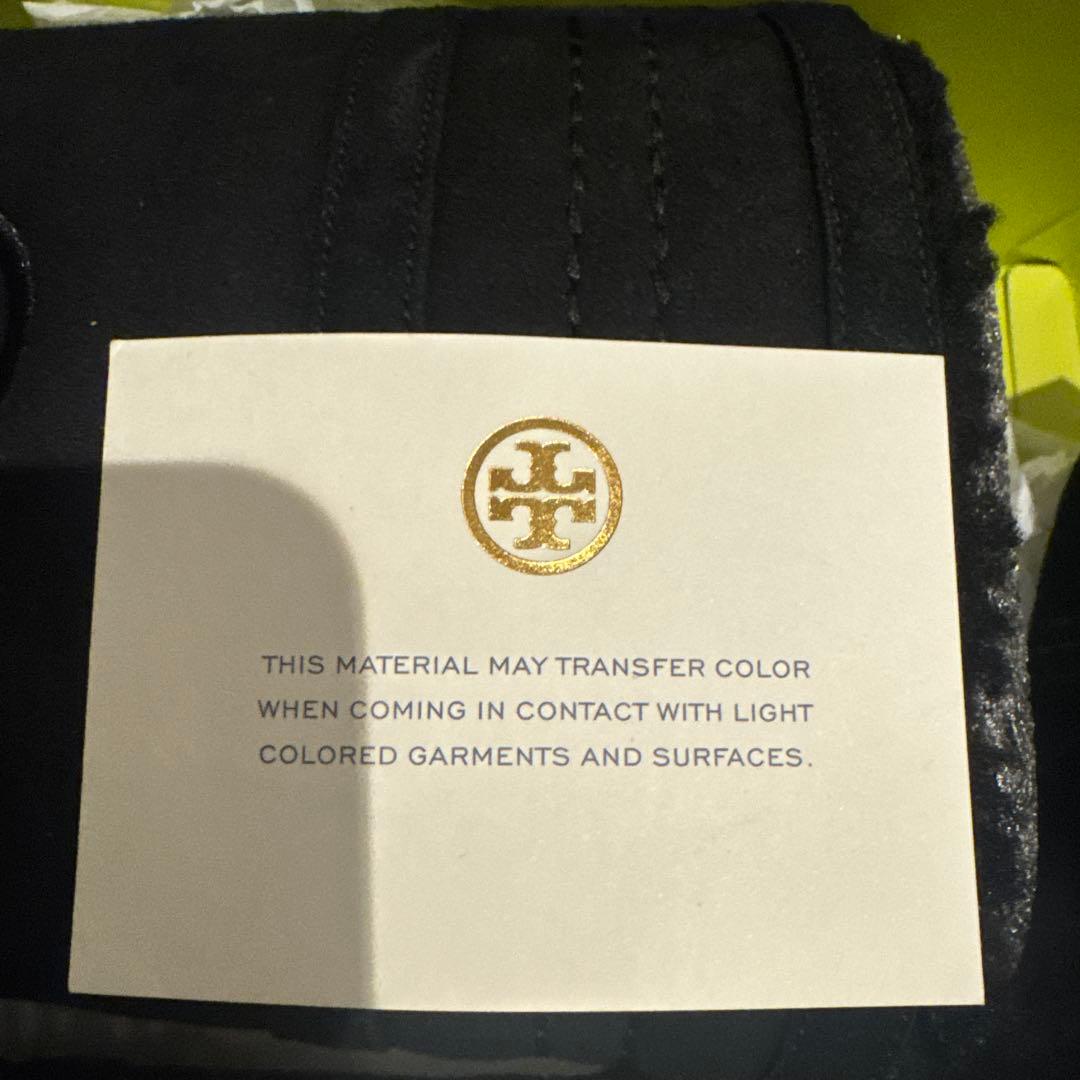 THIS MATERIAL MAY TRANSFER COLOR
WHEN COMING IN CONTACT WITH LIGHT
COLORED GARMENTS AND SURFACES.